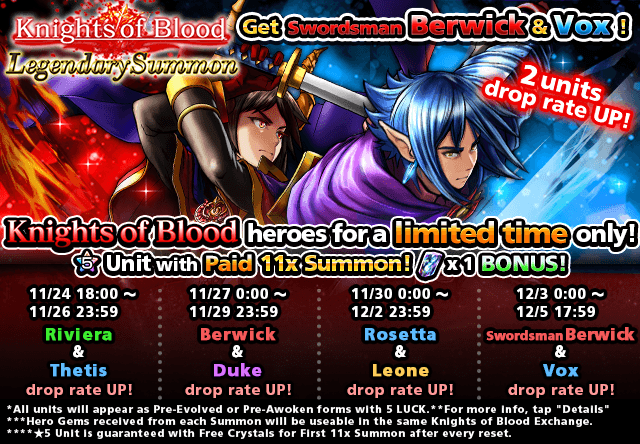 Knights of Blood
Legendary Summon
Get Swordsman Berwick & Vox !
2 units
drop rate UP!
Knights of Blood heroes for a limited time only!
5 Unit with Paid 11x Summon! x1 BONUS!
11/24 18:00 ～
11/26 23:59
Riviera
&
Thetis
drop rate UP!
11/27 0:00 ～
11/29 23:59
Berwick
&
Duke
drop rate UP!
11/30 0:00 ～
12/2 23:59
Rosetta
&
Leone
drop rate UP!
12/3 0:00 ～
12/5 17:59
Swordsman Berwick
&
Vox
drop rate UP!
*All units will appear as Pre-Evolved or Pre-Awoken forms with 5 LUCK.**For more info, tap "Details"
***Hero Gems received from each Summon will be useable in the same Knights of Blood Exchange.
****★5 Unit is guaranteed with Free Crystals for First 11x Summon after every reset.